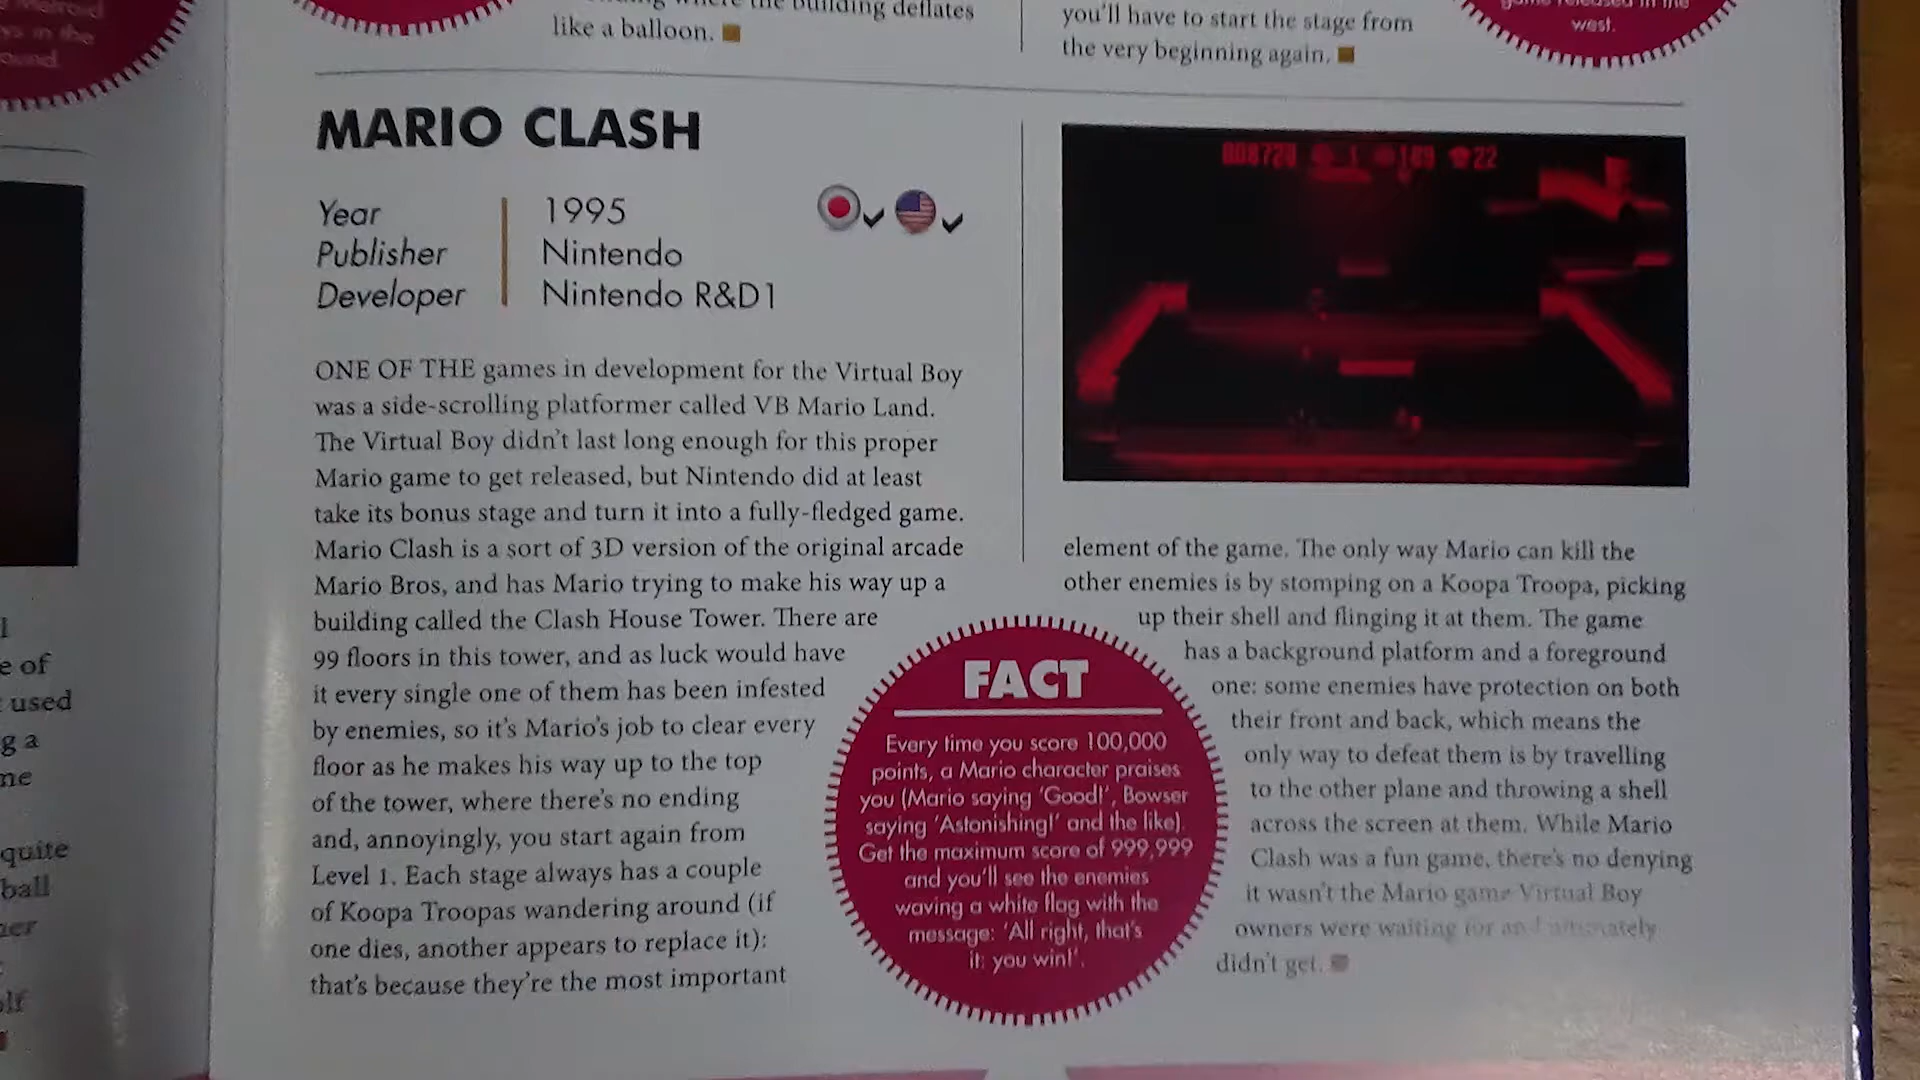 ys in the
ound.
like a balloon.
you'll have to start the stage from
the very beginning again.
west.
MARIO CLASH
Year 1995
Publisher Nintendo
Developer Nintendo R&D1
ONE OF THE games in development for the Virtual Boy
was a side-scrolling platformer called VB Mario Land.
The Virtual Boy didn't last long enough for this proper
Mario game to get released, but Nintendo did at least
take its bonus stage and turn it into a fully-fledged game.
Mario Clash is a sort of 3D version of the original arcade
Mario Bros, and has Mario trying to make his way up a
building called the Clash House Tower. There are
99 floors in this tower, and as luck would have
it every single one of them has been infested
by enemies, so it's Mario's job to clear every
floor as he makes his way up to the top
of the tower, where there's no ending
and, annoyingly, you start again from
Level 1. Each stage always has a couple
of Koopa Troopas wandering around (if
one dies, another appears to replace it):
that's because they're the most important
008720 1 189 22
element of the game. The only way Mario can kill the
other enemies is by stomping on a Koopa Troopa, picking
up their shell and flinging it at them. The game
has a background platform and a foreground
one: some enemies have protection on both
their front and back, which means the
only way to defeat them is by travelling
to the other plane and throwing a shell
across the screen at them. While Mario
Clash was a fun game, there's no denying
it wasn't the Mario game Virtual Boy
owners were waiting for and ultimately
didn't get.
FACT
Every time you score 100,000
points, a Mario character praises
you (Mario saying 'Good!', Bowser
saying 'Astonishing!' and the like).
Get the maximum score of 999,999
and you'll see the enemies
waving a white flag with the
message: 'All right, that's
it: you win!'.
e of
used
g a
quite
ball